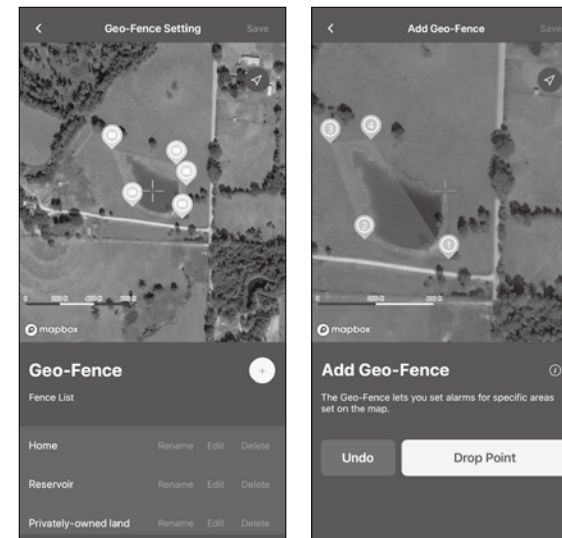 Geo-Fence Setting
Save
mapbox
Geo-Fence
Fence List
Home Rename Edit Delete
Reservoir Rename Edit Delete
Privately-owned land Rename Edit Delete
Add Geo-Fence
Save
3
4
2
1
mapbox
Add Geo-Fence
The Geo-Fence lets you set alarms for specific areas
set on the map.
Undo Drop Point